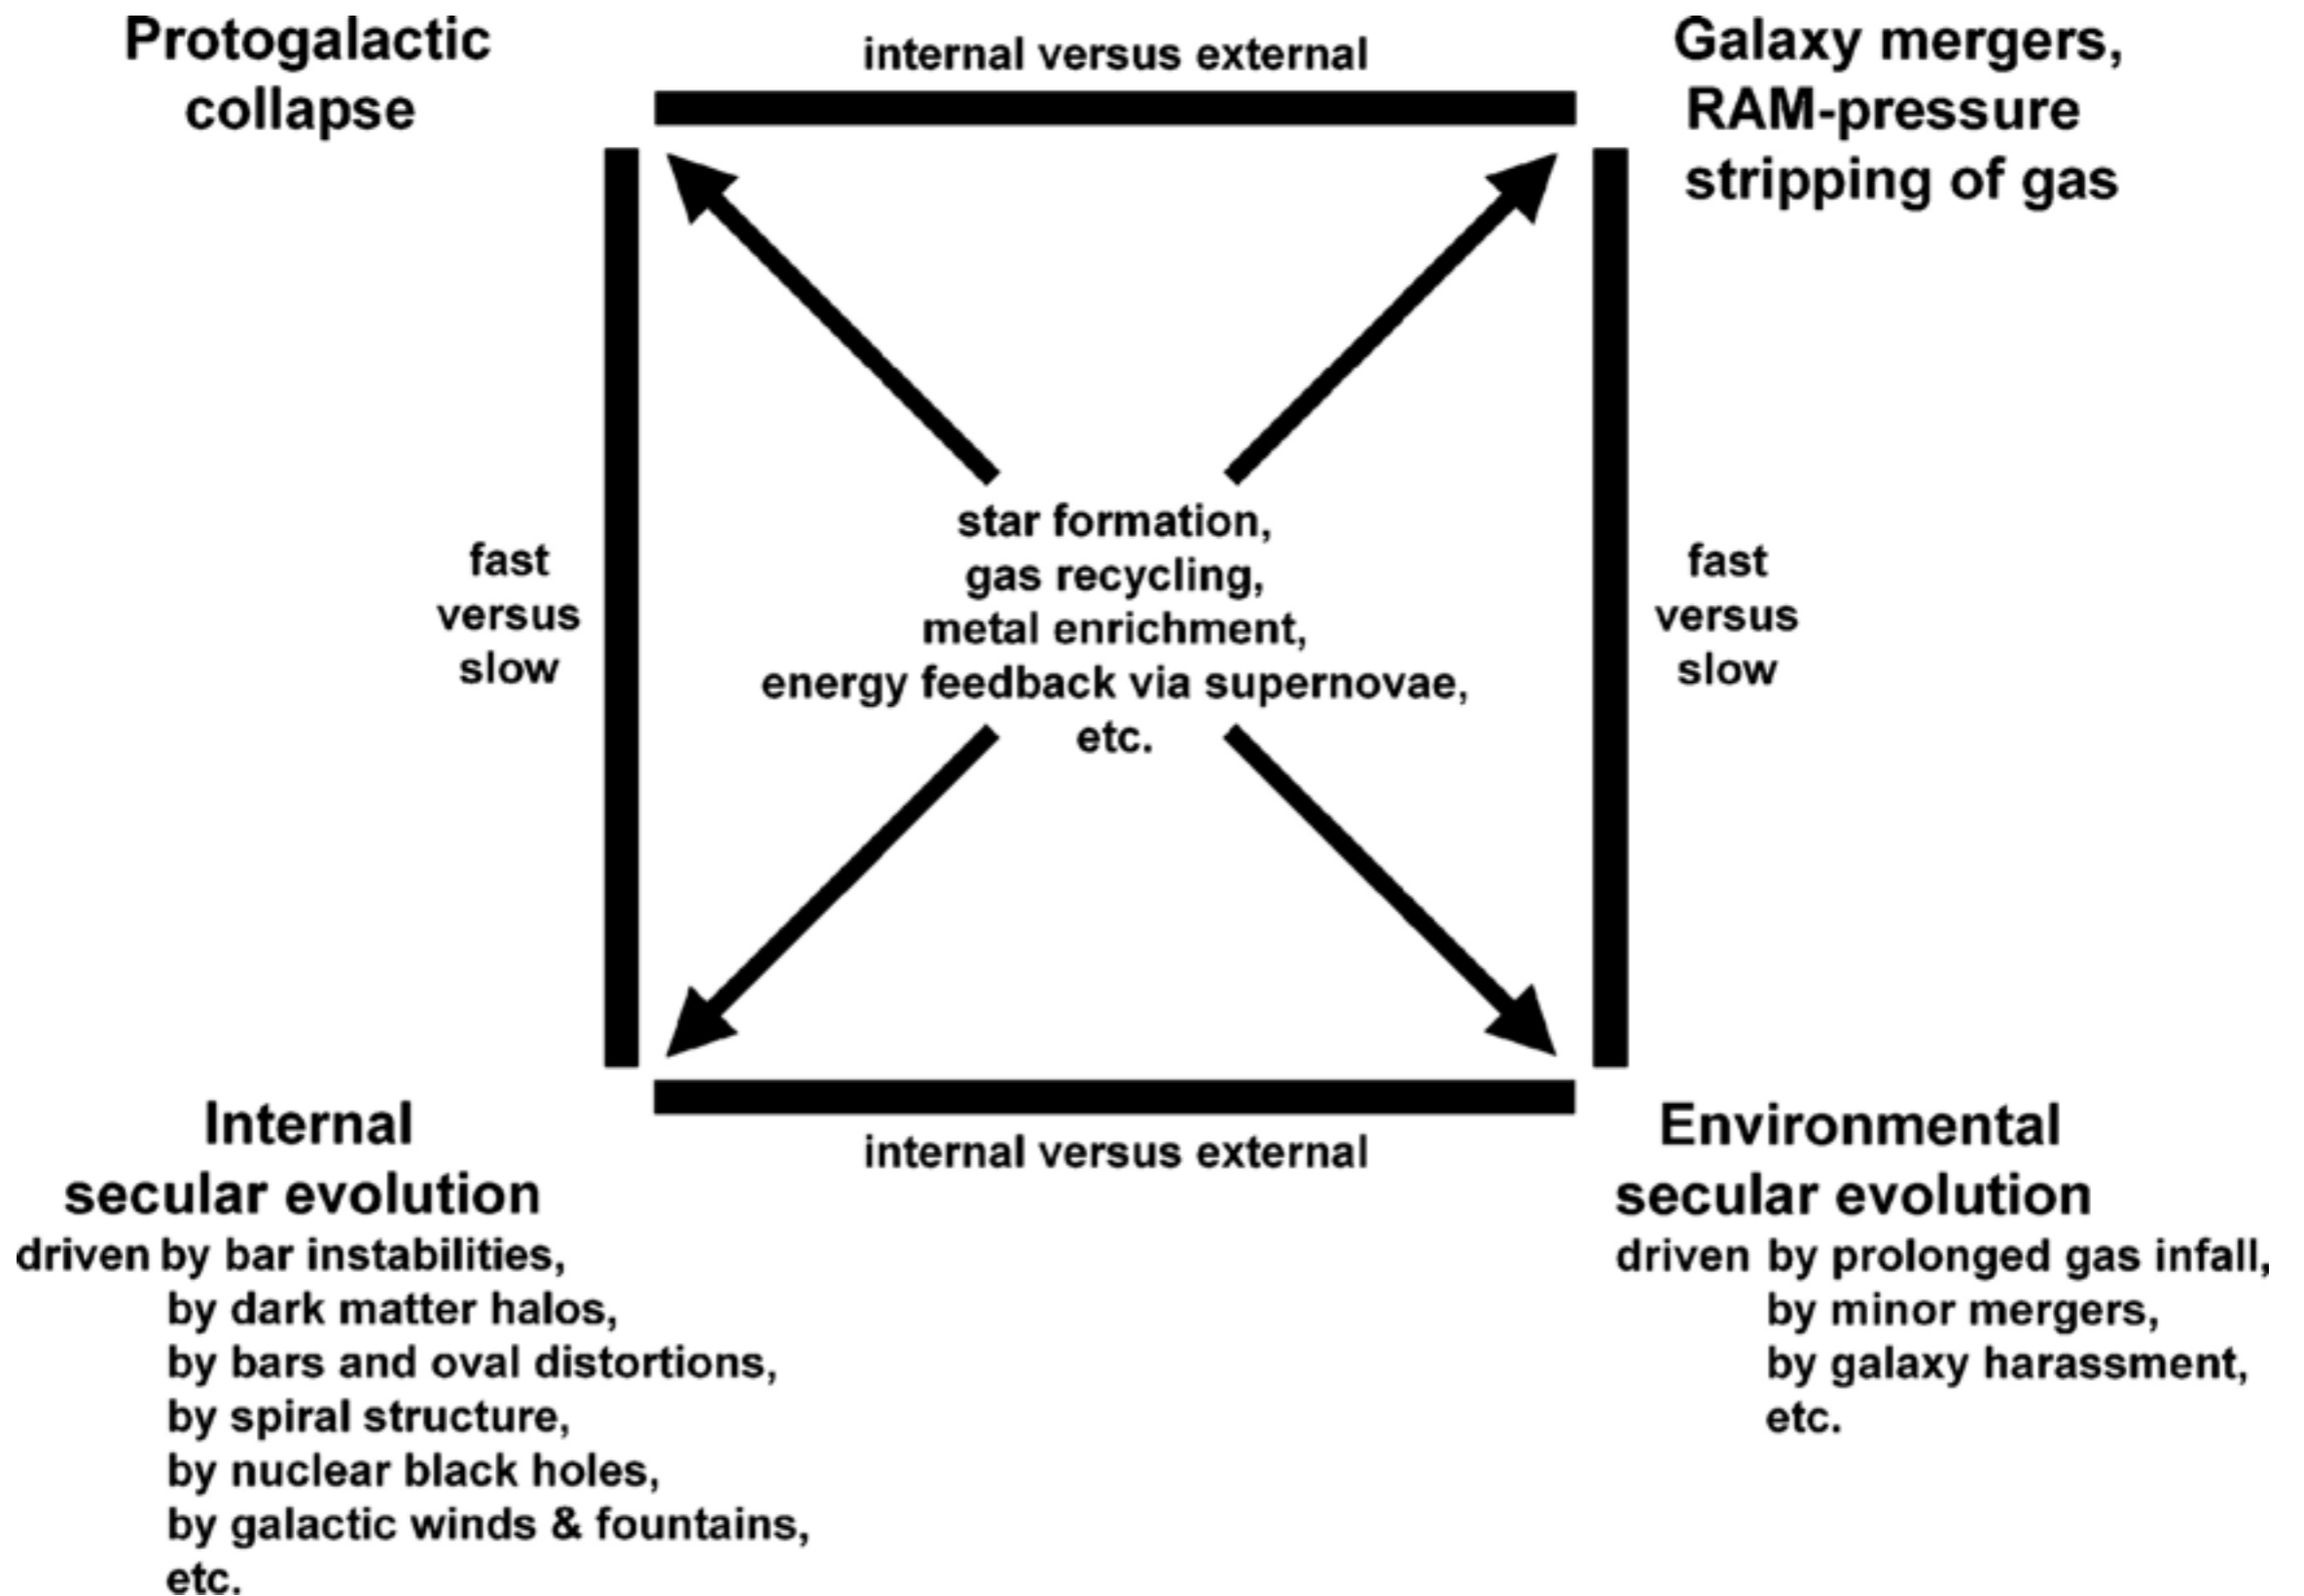 Protogalactic
collapse
internal versus external
Galaxy mergers,
RAM-pressure
stripping of gas
fast
versus
slow
star formation,
gas recycling,
metal enrichment,
energy feedback via supernovae,
etc.
fast
versus
slow
Internal
secular evolution
driven by bar instabilities,
by dark matter halos,
by bars and oval distortions,
by spiral structure,
by nuclear black holes,
by galactic winds & fountains,
etc.
internal versus external
Environmental
secular evolution
driven by prolonged gas infall,
by minor mergers,
by galaxy harassment,
etc.